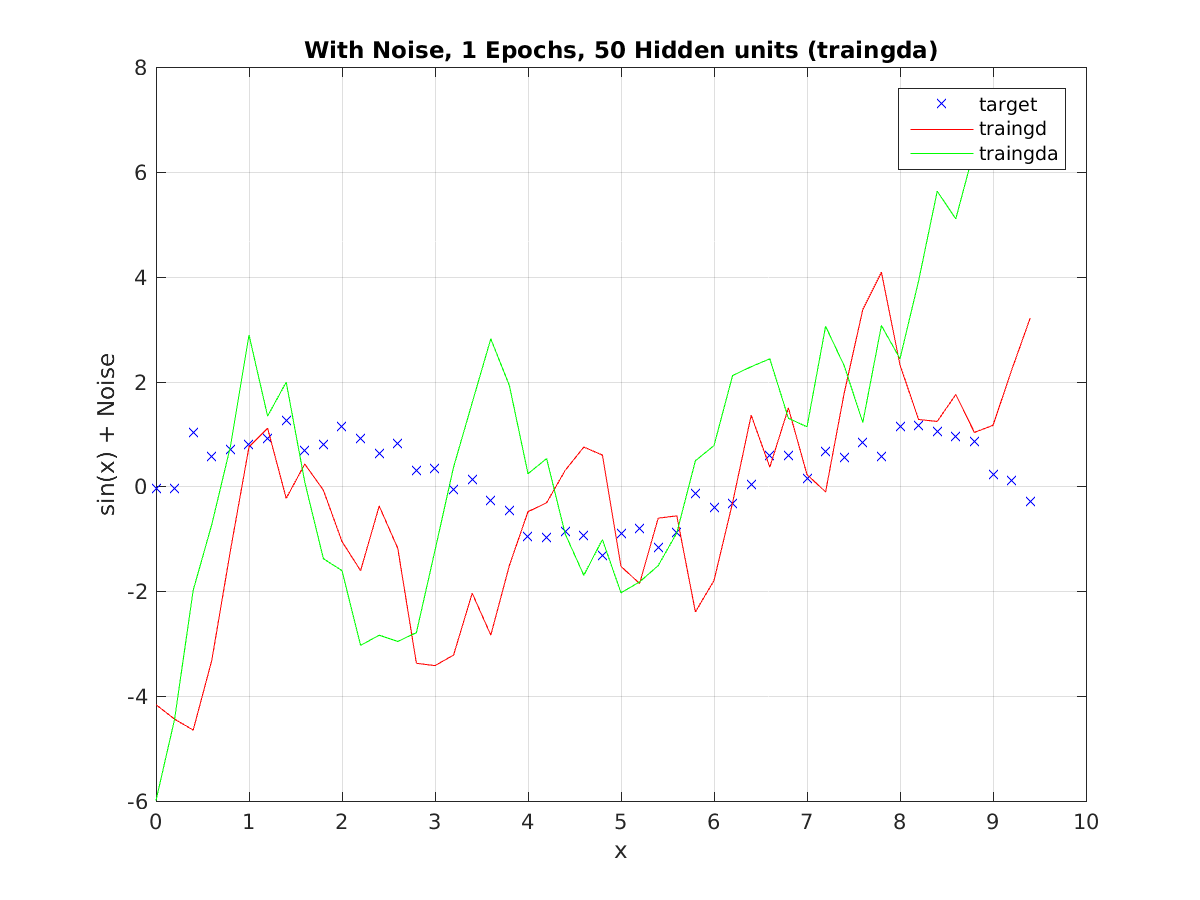 With Noise, 1 Epochs, 50 Hidden units (traingda)
8
6
4
2
0
-2
-4
-6
sin(x) + Noise
target
traingd
traingda
0 1 2 3 4 5 6 7 8 9 10
x